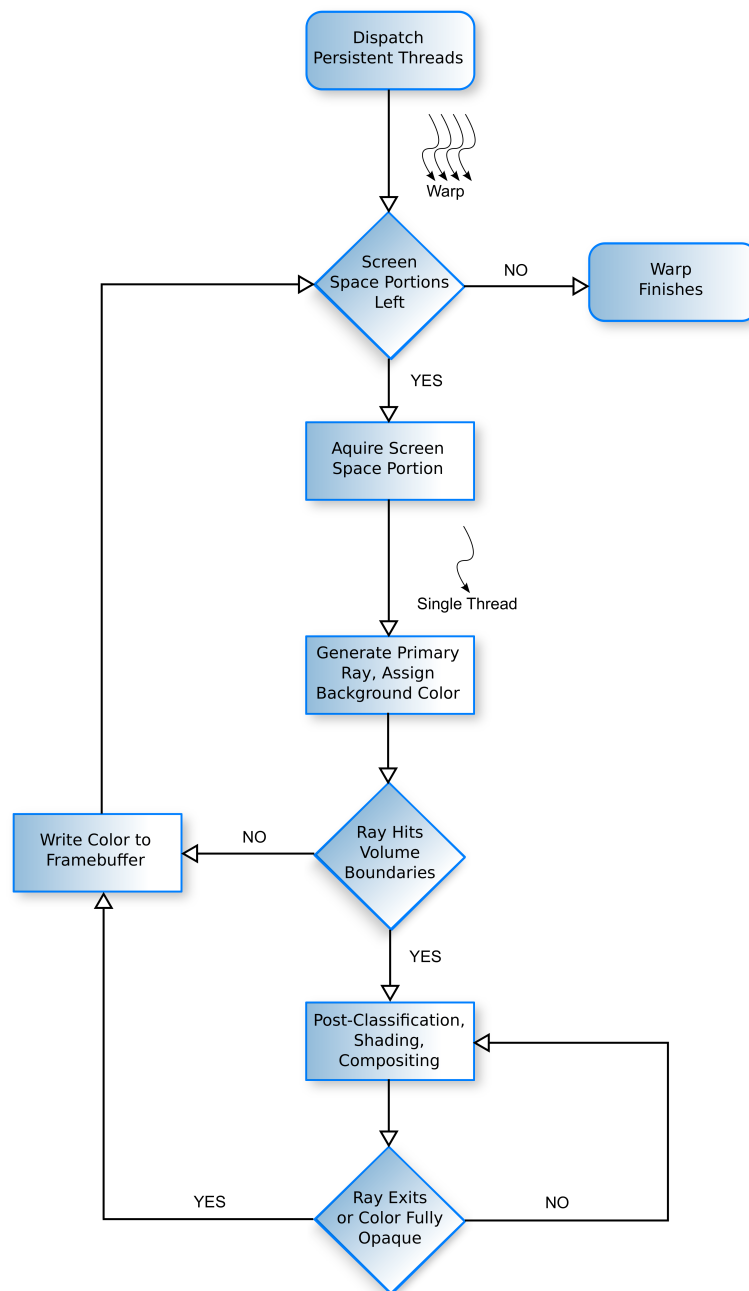 Dispatch
Persistent Threads
Warp
Screen
Space Portions
Left
NO
Warp
Finishes
YES
Aquire Screen
Space Portion
Single Thread
Generate Primary
Ray, Assign
Background Color
Ray Hits
Volume
Boundaries
NO
Write Color to
Framebuffer
YES
Post-Classification,
Shading,
Compositing
Ray Exits
or Color Fully
Opaque
YES
NO